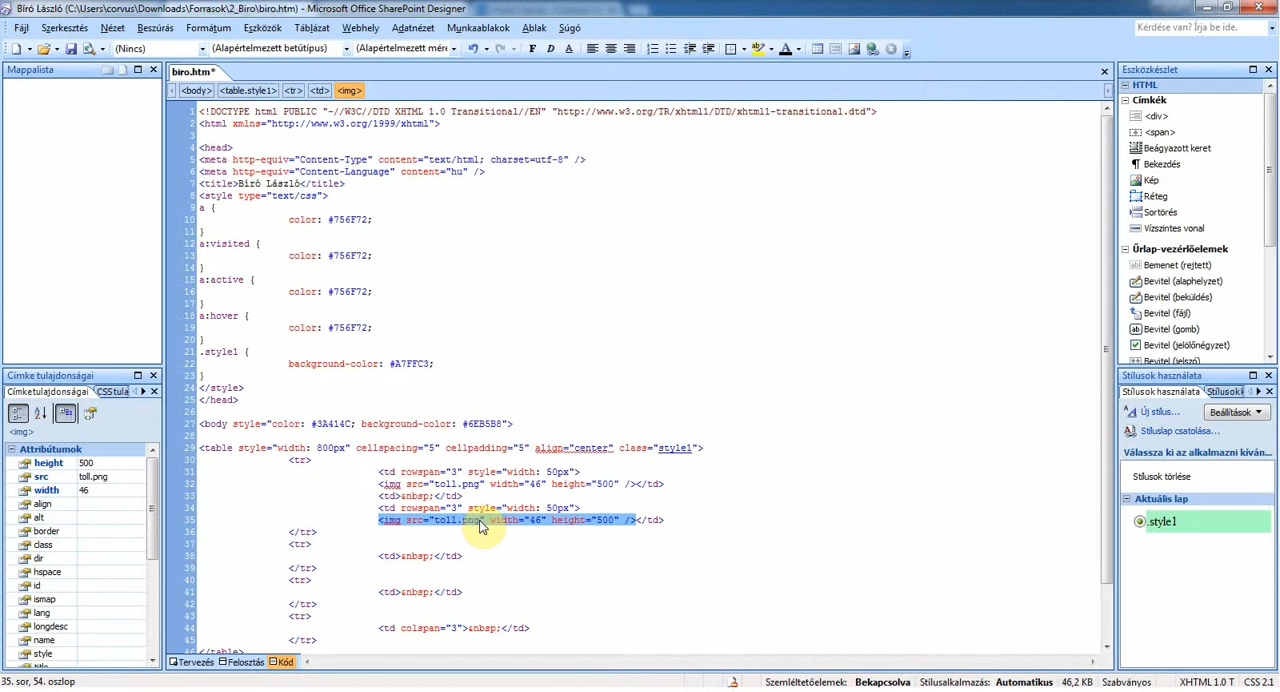 Bíró László (C:\Users\corvus\Downloads\Forrasok\2_Biro\biro.htm) - Microsoft Office SharePoint Designer
Fájl Szerkesztés Nézet Beszúrás Formátum Eszközök Táblázat Webhely Adatnézet Munkaablakok Ablak Súgó
Kérdése van? Írja be ide.
(Nincs) (Alapértelmezett betűtípus) (Alapértelmezett mére
Mappalista
biro.htm*
<body> <table.style1> <tr> <td> <img>
1 <!DOCTYPE html PUBLIC "-//W3C//DTD XHTML 1.0 Transitional//EN" "http://www.w3.org/TR/xhtml1/DTD/xhtml1-transitional.dtd">
2 <html xmlns="http://www.w3.org/1999/xhtml">
3
4 <head>
5 <meta http-equiv="Content-Type" content="text/html; charset=utf-8" />
6 <meta http-equiv="Content-Language" content="hu" />
7 <title>Bíró László</title>
8 <style type="text/css">
9 a {
10 color: #756F72;
11 }
12 a:visited {
13 color: #756F72;
14 }
15 a:active {
16 color: #756F72;
17 }
18 a:hover {
19 color: #756F72;
20 }
21 .style1 {
22 background-color: #A7FFC3;
23 }
24 </style>
25 </head>
26
27 <body style="color: #3A414C; background-color: #6EB5B8">
28
29 <table style="width: 800px" cellspacing="5" cellpadding="5" align="center" class="style1">
30 <tr>
31 <td rowspan="3" style="width: 50px">
32 <img src="toll.png" width="46" height="500" /></td>
33 <td>&nbsp;</td>
34 <td rowspan="3" style="width: 50px">
35 <img src="toll.png" width="46" height="500" /></td>
36 </tr>
37 <tr>
38 <td>&nbsp;</td>
39 </tr>
40 <tr>
41 <td>&nbsp;</td>
42 </tr>
43 <tr>
44 <td colspan="3">&nbsp;</td>
45 </tr>
46 </table>
Tervezés Felosztás Kód
Címke tulajdonságai
Címketulajdonságai CSS tula
<img>
Attribútumok
height 500
src toll.png
width 46
align
alt
border
class
dir
hspace
id
ismap
lang
longdesc
name
style
title
Eszközkészlet
HTML
Címkék
<div>
<span>
Beágyazott keret
Bekezdés
Kép
Réteg
Sortörés
Vízszintes vonal
Űrlap-vezérlőelemek
Bemenet (rejtett)
Bevitel (alaphelyzet)
Bevitel (beküldés)
Bevitel (fájl)
Bevitel (gomb)
Bevitel (jelölőnégyzet)
Bevitel (jelszó)
Stílusok használata
Stílusok használata Stílusok k
Új stílus... Beállítások
Stíluslap csatolása...
Válassza ki az alkalmazni kíván.
Stílusok törlése
Aktuális lap
.style1
35. sor, 54. oszlop
Szemléltetőelemek: Bekapcsolva Stílusalkalmazás: Automatikus 46,2 KB Szabványos XHTML 1.0 T CSS 2.1